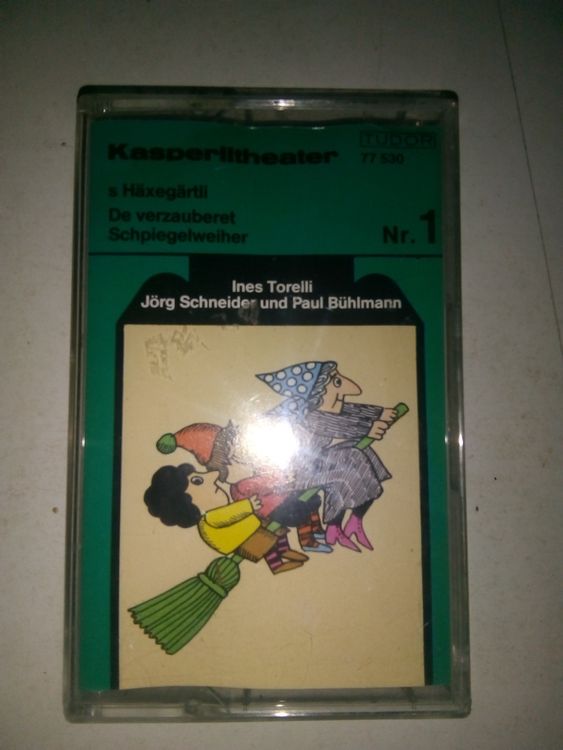 Kasperlitheater
TUDOR
77 530
s Häxegärtli
De verzauberet
Schpiegelweiher
Nr. 1
Ines Torelli
Jörg Schneider und Paul Bühlmann